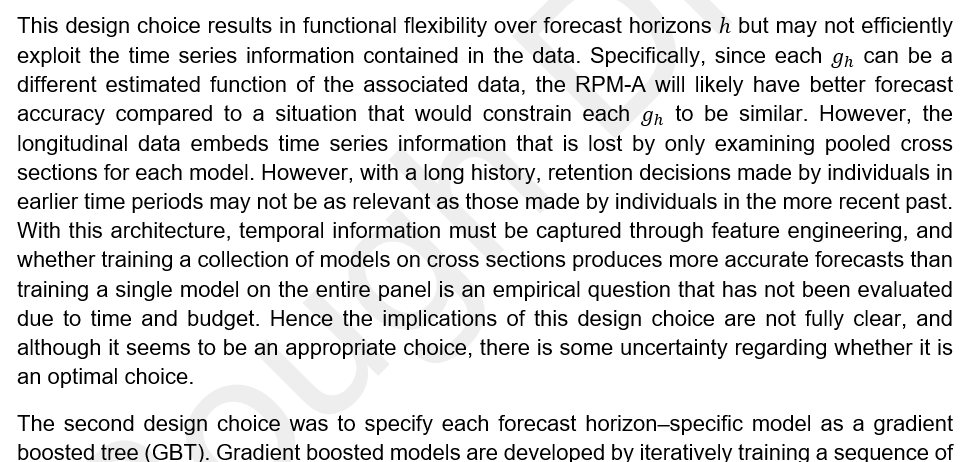 This design choice results in functional flexibility over forecast horizons h but may not efficiently
exploit the time series information contained in the data. Specifically, since each gₕ can be a
different estimated function of the associated data, the RPM-A will likely have better forecast
accuracy compared to a situation that would constrain each gₕ to be similar. However, the
longitudinal data embeds time series information that is lost by only examining pooled cross
sections for each model. However, with a long history, retention decisions made by individuals in
earlier time periods may not be as relevant as those made by individuals in the more recent past.
With this architecture, temporal information must be captured through feature engineering, and
whether training a collection of models on cross sections produces more accurate forecasts than
training a single model on the entire panel is an empirical question that has not been evaluated
due to time and budget. Hence the implications of this design choice are not fully clear, and
although it seems to be an appropriate choice, there is some uncertainty regarding whether it is
an optimal choice.
The second design choice was to specify each forecast horizon–specific model as a gradient
boosted tree (GBT). Gradient boosted models are developed by iteratively training a sequence of